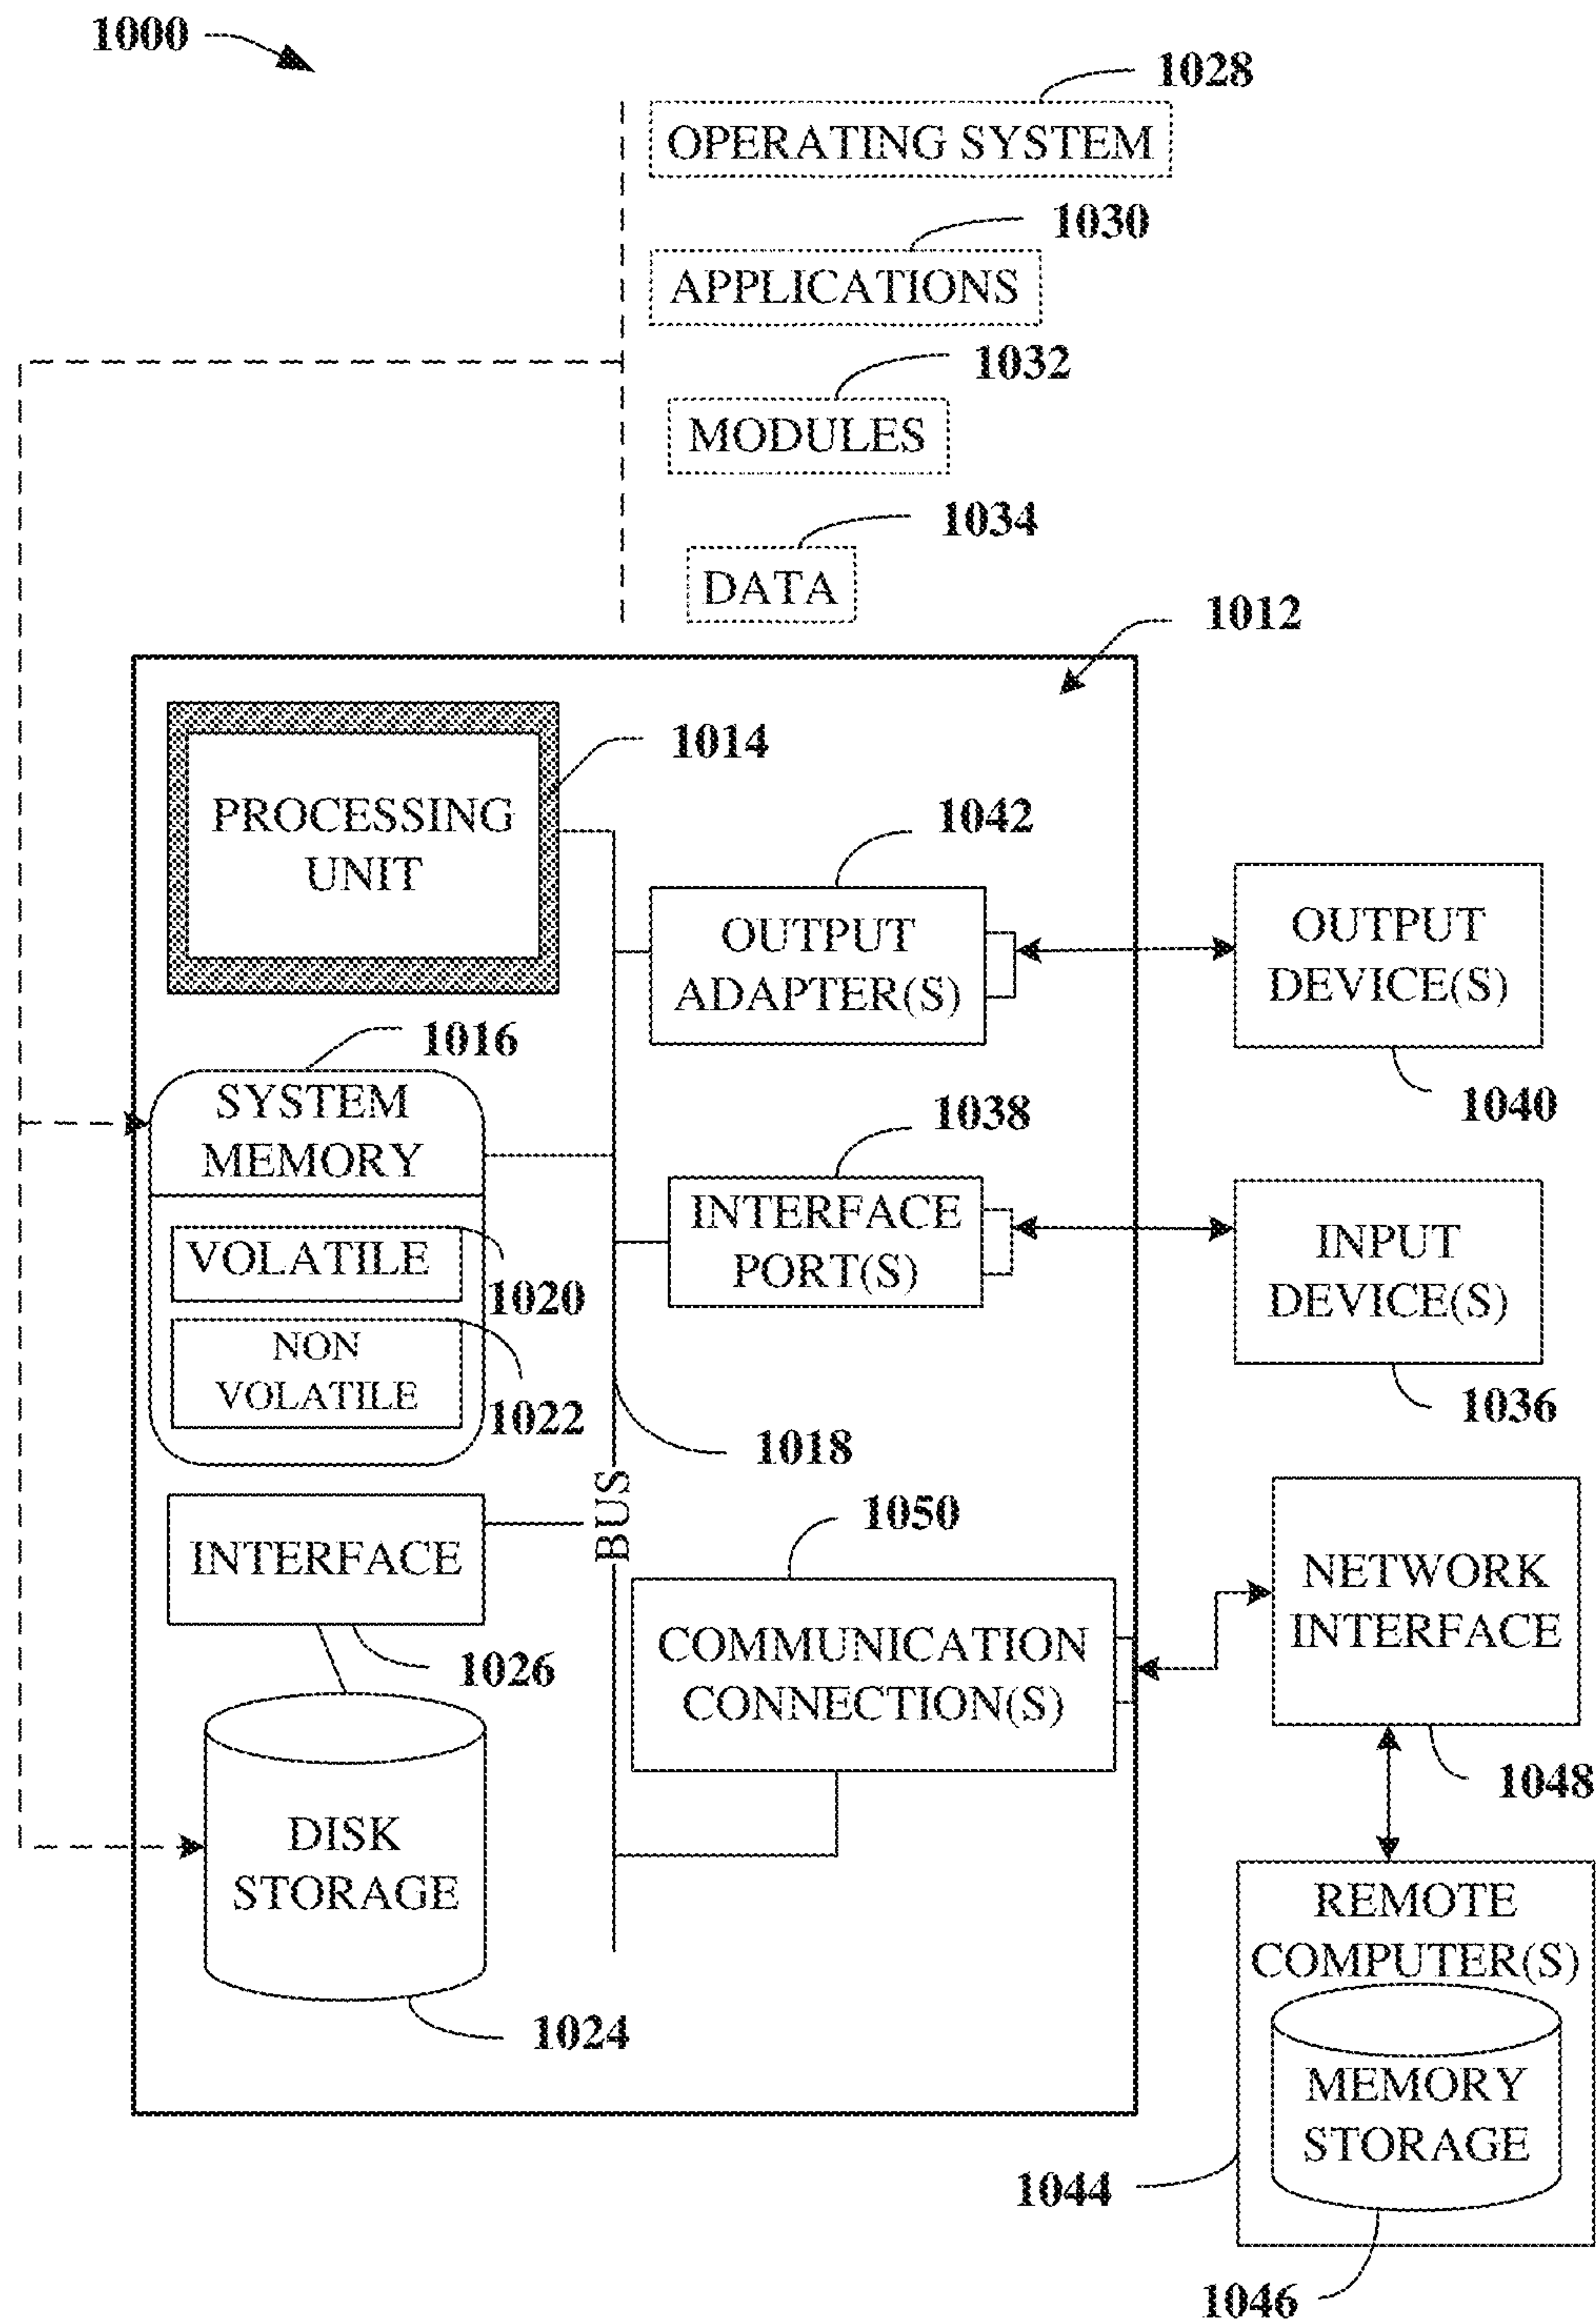 1000
1028
OPERATING SYSTEM
1030
APPLICATIONS
1032
MODULES
1034
DATA
1012
PROCESSING
UNIT
1014
1042
OUTPUT
ADAPTER(S)
OUTPUT
DEVICE(S)
1040
1016
SYSTEM
MEMORY
VOLATILE
1020
NON
VOLATILE
1022
1038
INTERFACE
PORT(S)
INPUT
DEVICE(S)
1036
1018
BUS
INTERFACE
1026
1050
COMMUNICATION
CONNECTION(S)
NETWORK
INTERFACE
1048
DISK
STORAGE
1024
REMOTE
COMPUTER(S)
MEMORY
STORAGE
1044
1046